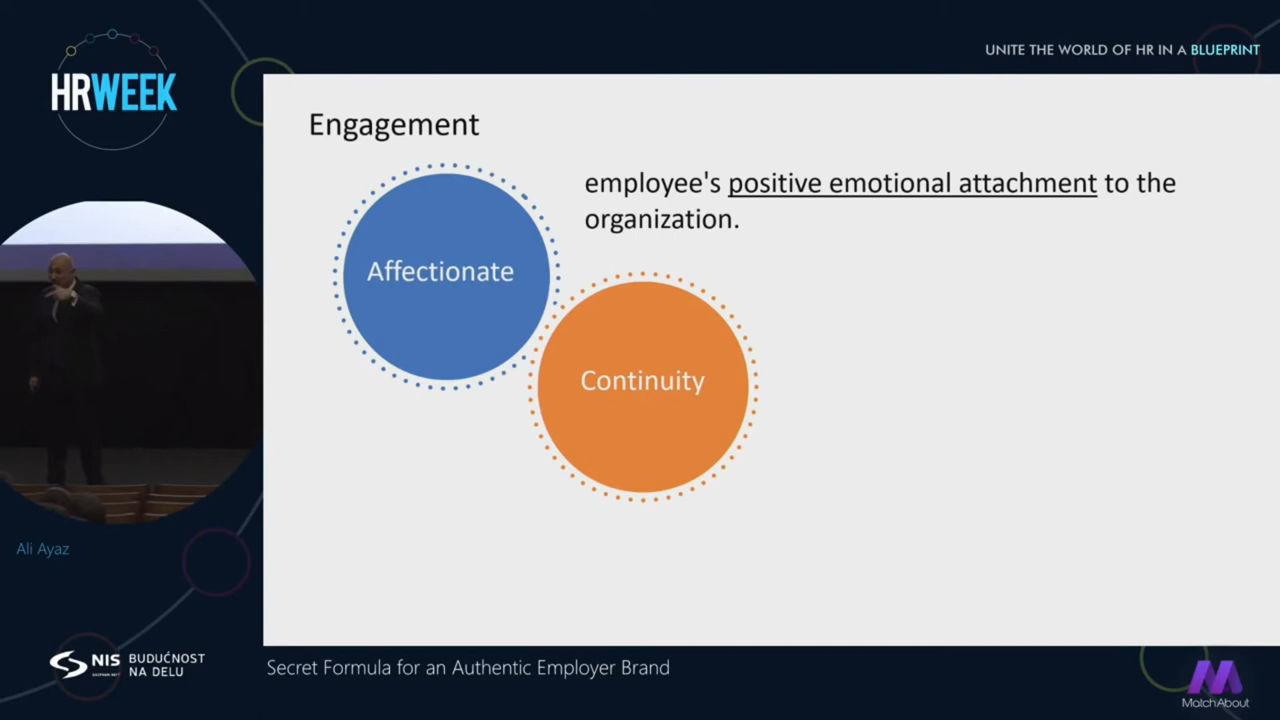 HRWEEK
UNITE THE WORLD OF HR IN A BLUEPRINT
Engagement
employee's positive emotional attachment to the
organization.
Affectionate
Continuity
Ali Ayaz
NIS
BUDUĆNOST
NA DELU
Secret Formula for an Authentic Employer Brand
MatchAbout